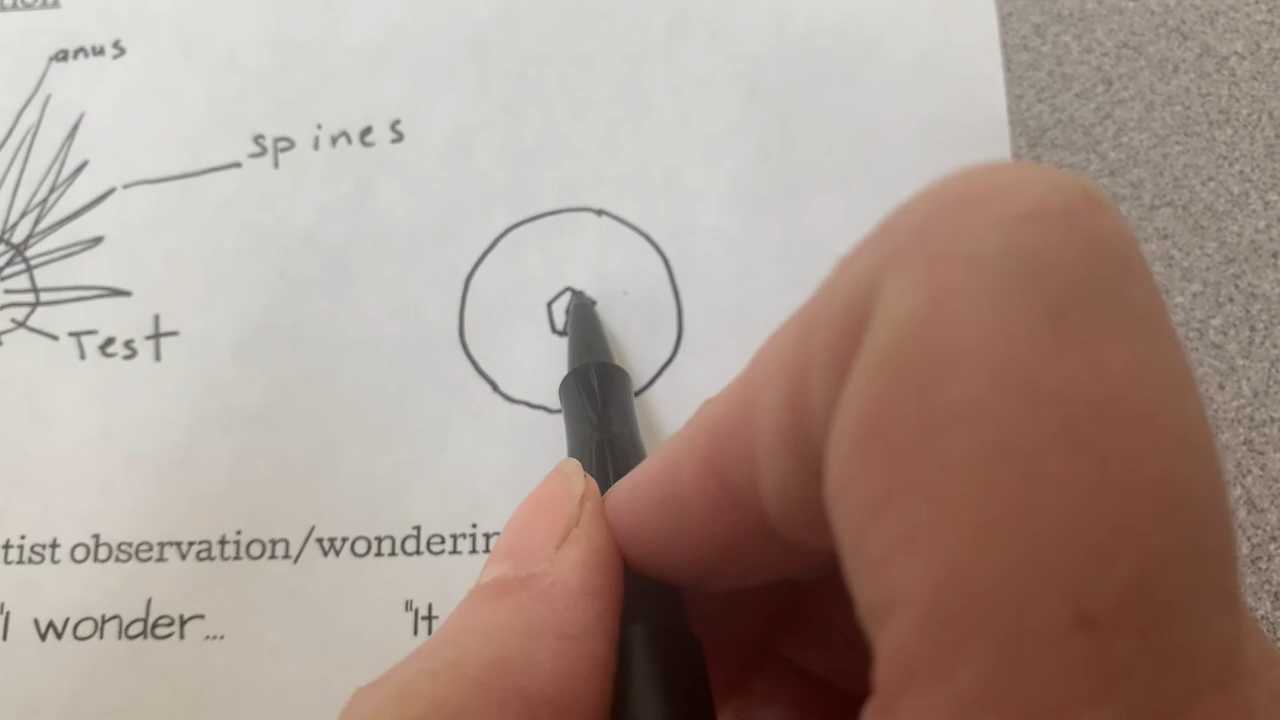 anus
spines
Test
tist observation/wonderin
"I wonder... "It